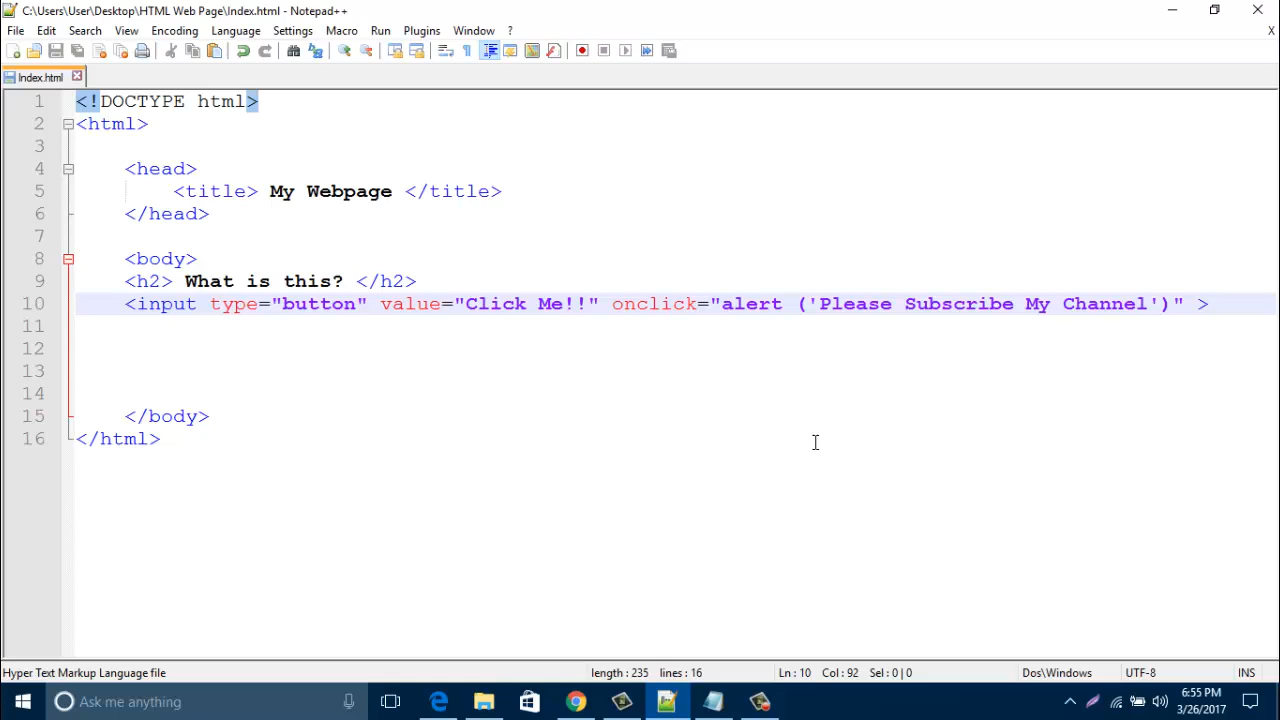 C:\Users\User\Desktop\HTML Web Page\Index.html - Notepad++
File Edit Search View Encoding Language Settings Macro Run Plugins Window ? X
Index.html
1 <!DOCTYPE html>
2 <html>
3
4 <head>
5 <title> My Webpage </title>
6 </head>
7
8 <body>
9 <h2> What is this? </h2>
10 <input type="button" value="Click Me!!" onclick="alert ('Please Subscribe My Channel')" >
11
12
13
14
15 </body>
16 </html>
Hyper Text Markup Language file length : 235 lines : 16 Ln : 10 Col : 92 Sel : 0 | 0 Dos\Windows UTF-8 INS
Ask me anything
6:55 PM
3/26/2017